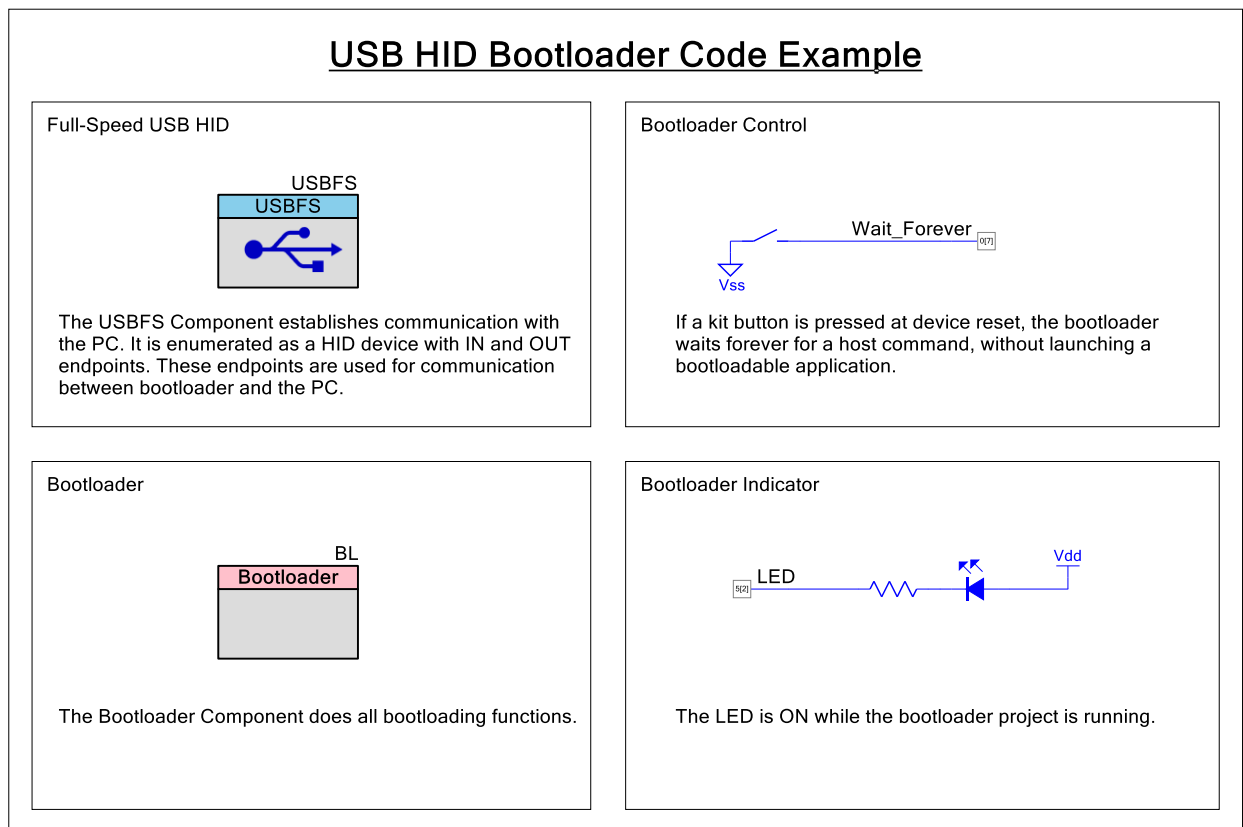 USB HID Bootloader Code Example
Full-Speed USB HID
USBFS
USBFS
The USBFS Component establishes communication with
the PC. It is enumerated as a HID device with IN and OUT
endpoints. These endpoints are used for communication
between bootloader and the PC.
Bootloader Control
Wait_Forever
0[7]
Vss
If a kit button is pressed at device reset, the bootloader
waits forever for a host command, without launching a
bootloadable application.
Bootloader
BL
Bootloader
The Bootloader Component does all bootloading functions.
Bootloader Indicator
Vdd
LED
5[2]
The LED is ON while the bootloader project is running.